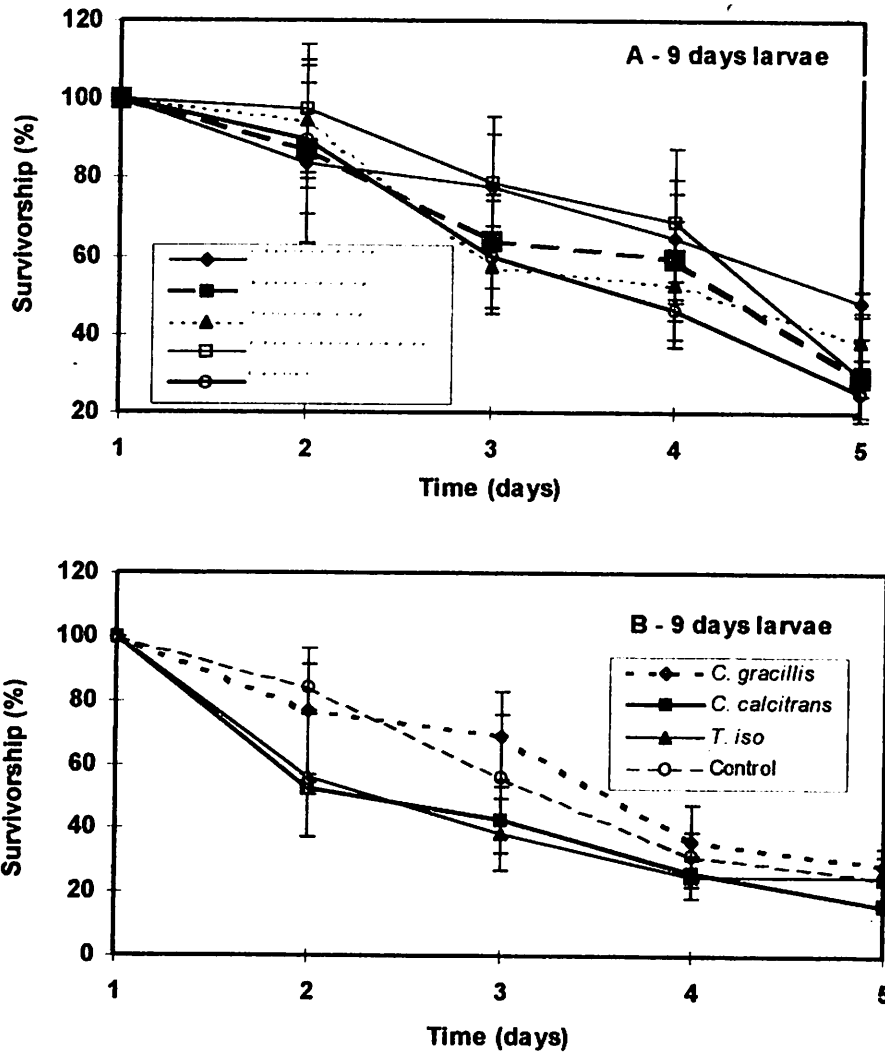 120
A - 9 days larvae
100
80
60
40
20
Survivorship (%)
1 2 3 4 5
Time (days)
120
B - 9 days larvae
100
C. gracillis
C. calcitrans
T. iso
Control
80
60
40
20
0
Survivorship (%)
1 2 3 4 5
Time (days)